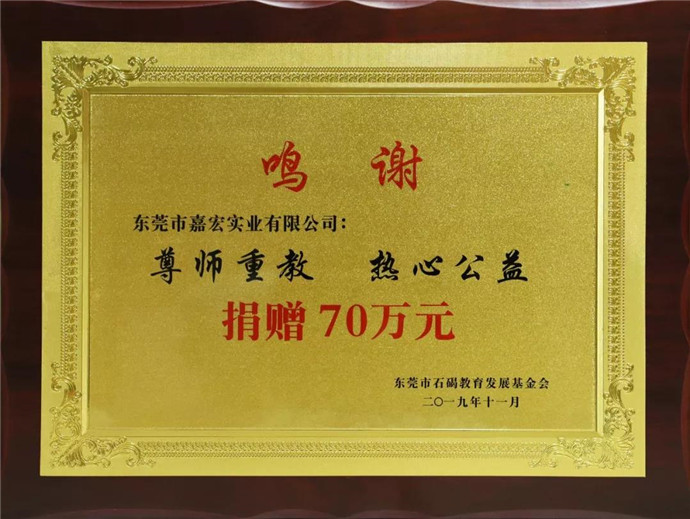 鸣 谢
东莞市嘉宏实业有限公司：
尊师重教 热心公益
捐赠 70万元
东莞市石碣教育发展基金会
二〇一九年十一月